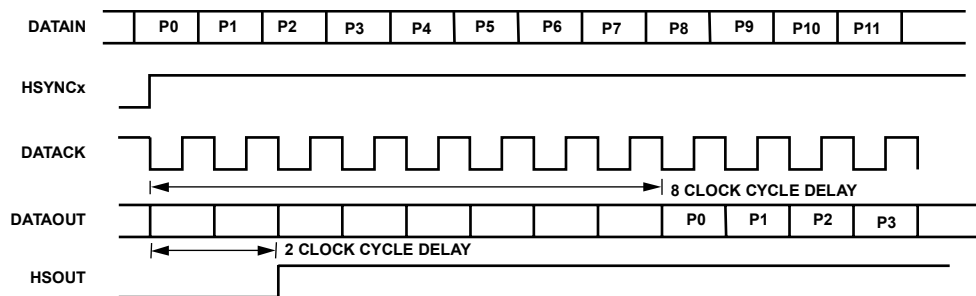 DATAIN P0 P1 P2 P3 P4 P5 P6 P7 P8 P9 P10 P11
HSYNCx
DATACK
8 CLOCK CYCLE DELAY
DATAOUT P0 P1 P2 P3
2 CLOCK CYCLE DELAY
HSOUT